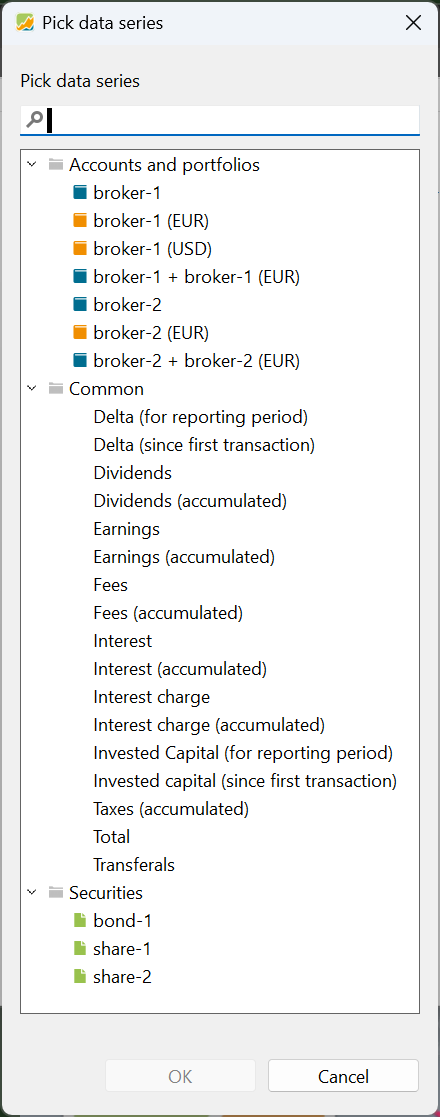 Pick data series
Pick data series
Accounts and portfolios
broker-1
broker-1 (EUR)
broker-1 (USD)
broker-1 + broker-1 (EUR)
broker-2
broker-2 (EUR)
broker-2 + broker-2 (EUR)
Common
Delta (for reporting period)
Delta (since first transaction)
Dividends
Dividends (accumulated)
Earnings
Earnings (accumulated)
Fees
Fees (accumulated)
Interest
Interest (accumulated)
Interest charge
Interest charge (accumulated)
Invested Capital (for reporting period)
Invested capital (since first transaction)
Taxes (accumulated)
Total
Transferals
Securities
bond-1
share-1
share-2
OK Cancel